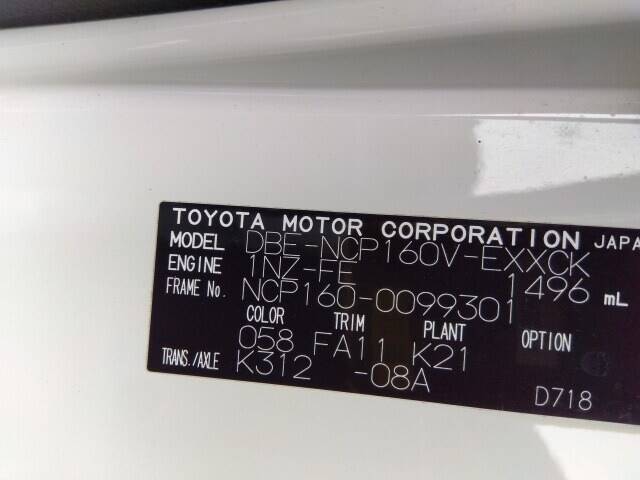 TOYOTA MOTOR CORPORATION JAPA
MODEL DBE-NCP160V-EXXCK
ENGINE 1NZ-FE 1496 mL
FRAME No. NCP160-0099301
COLOR TRIM PLANT OPTION
058 FA11 K21
TRANS./AXLE K312 -08A
D718